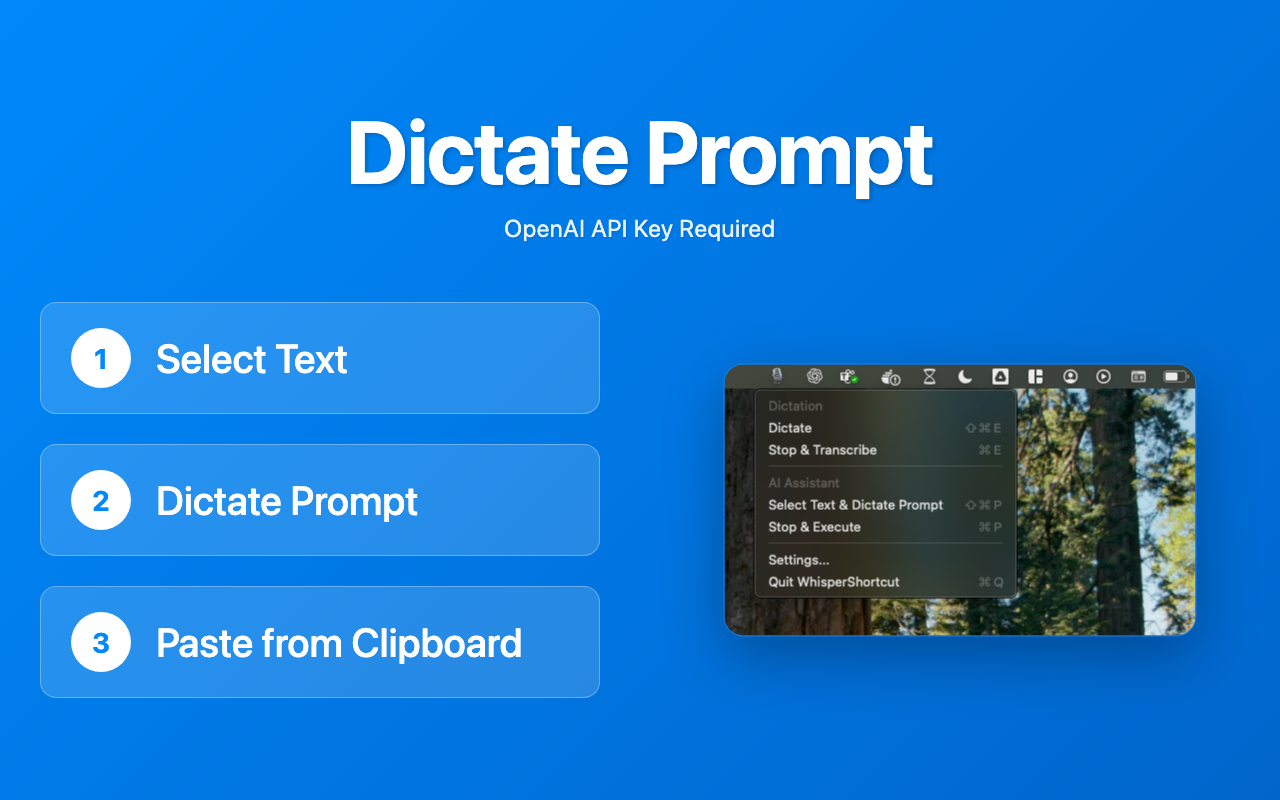 Dictate Prompt
OpenAI API Key Required
1 Select Text
2 Dictate Prompt
3 Paste from Clipboard
Dictation
Dictate ⇧⌘E
Stop & Transcribe ⌘E
AI Assistant
Select Text & Dictate Prompt ⇧⌘P
Stop & Execute ⌘P
Settings...
Quit WhisperShortcut ⌘Q